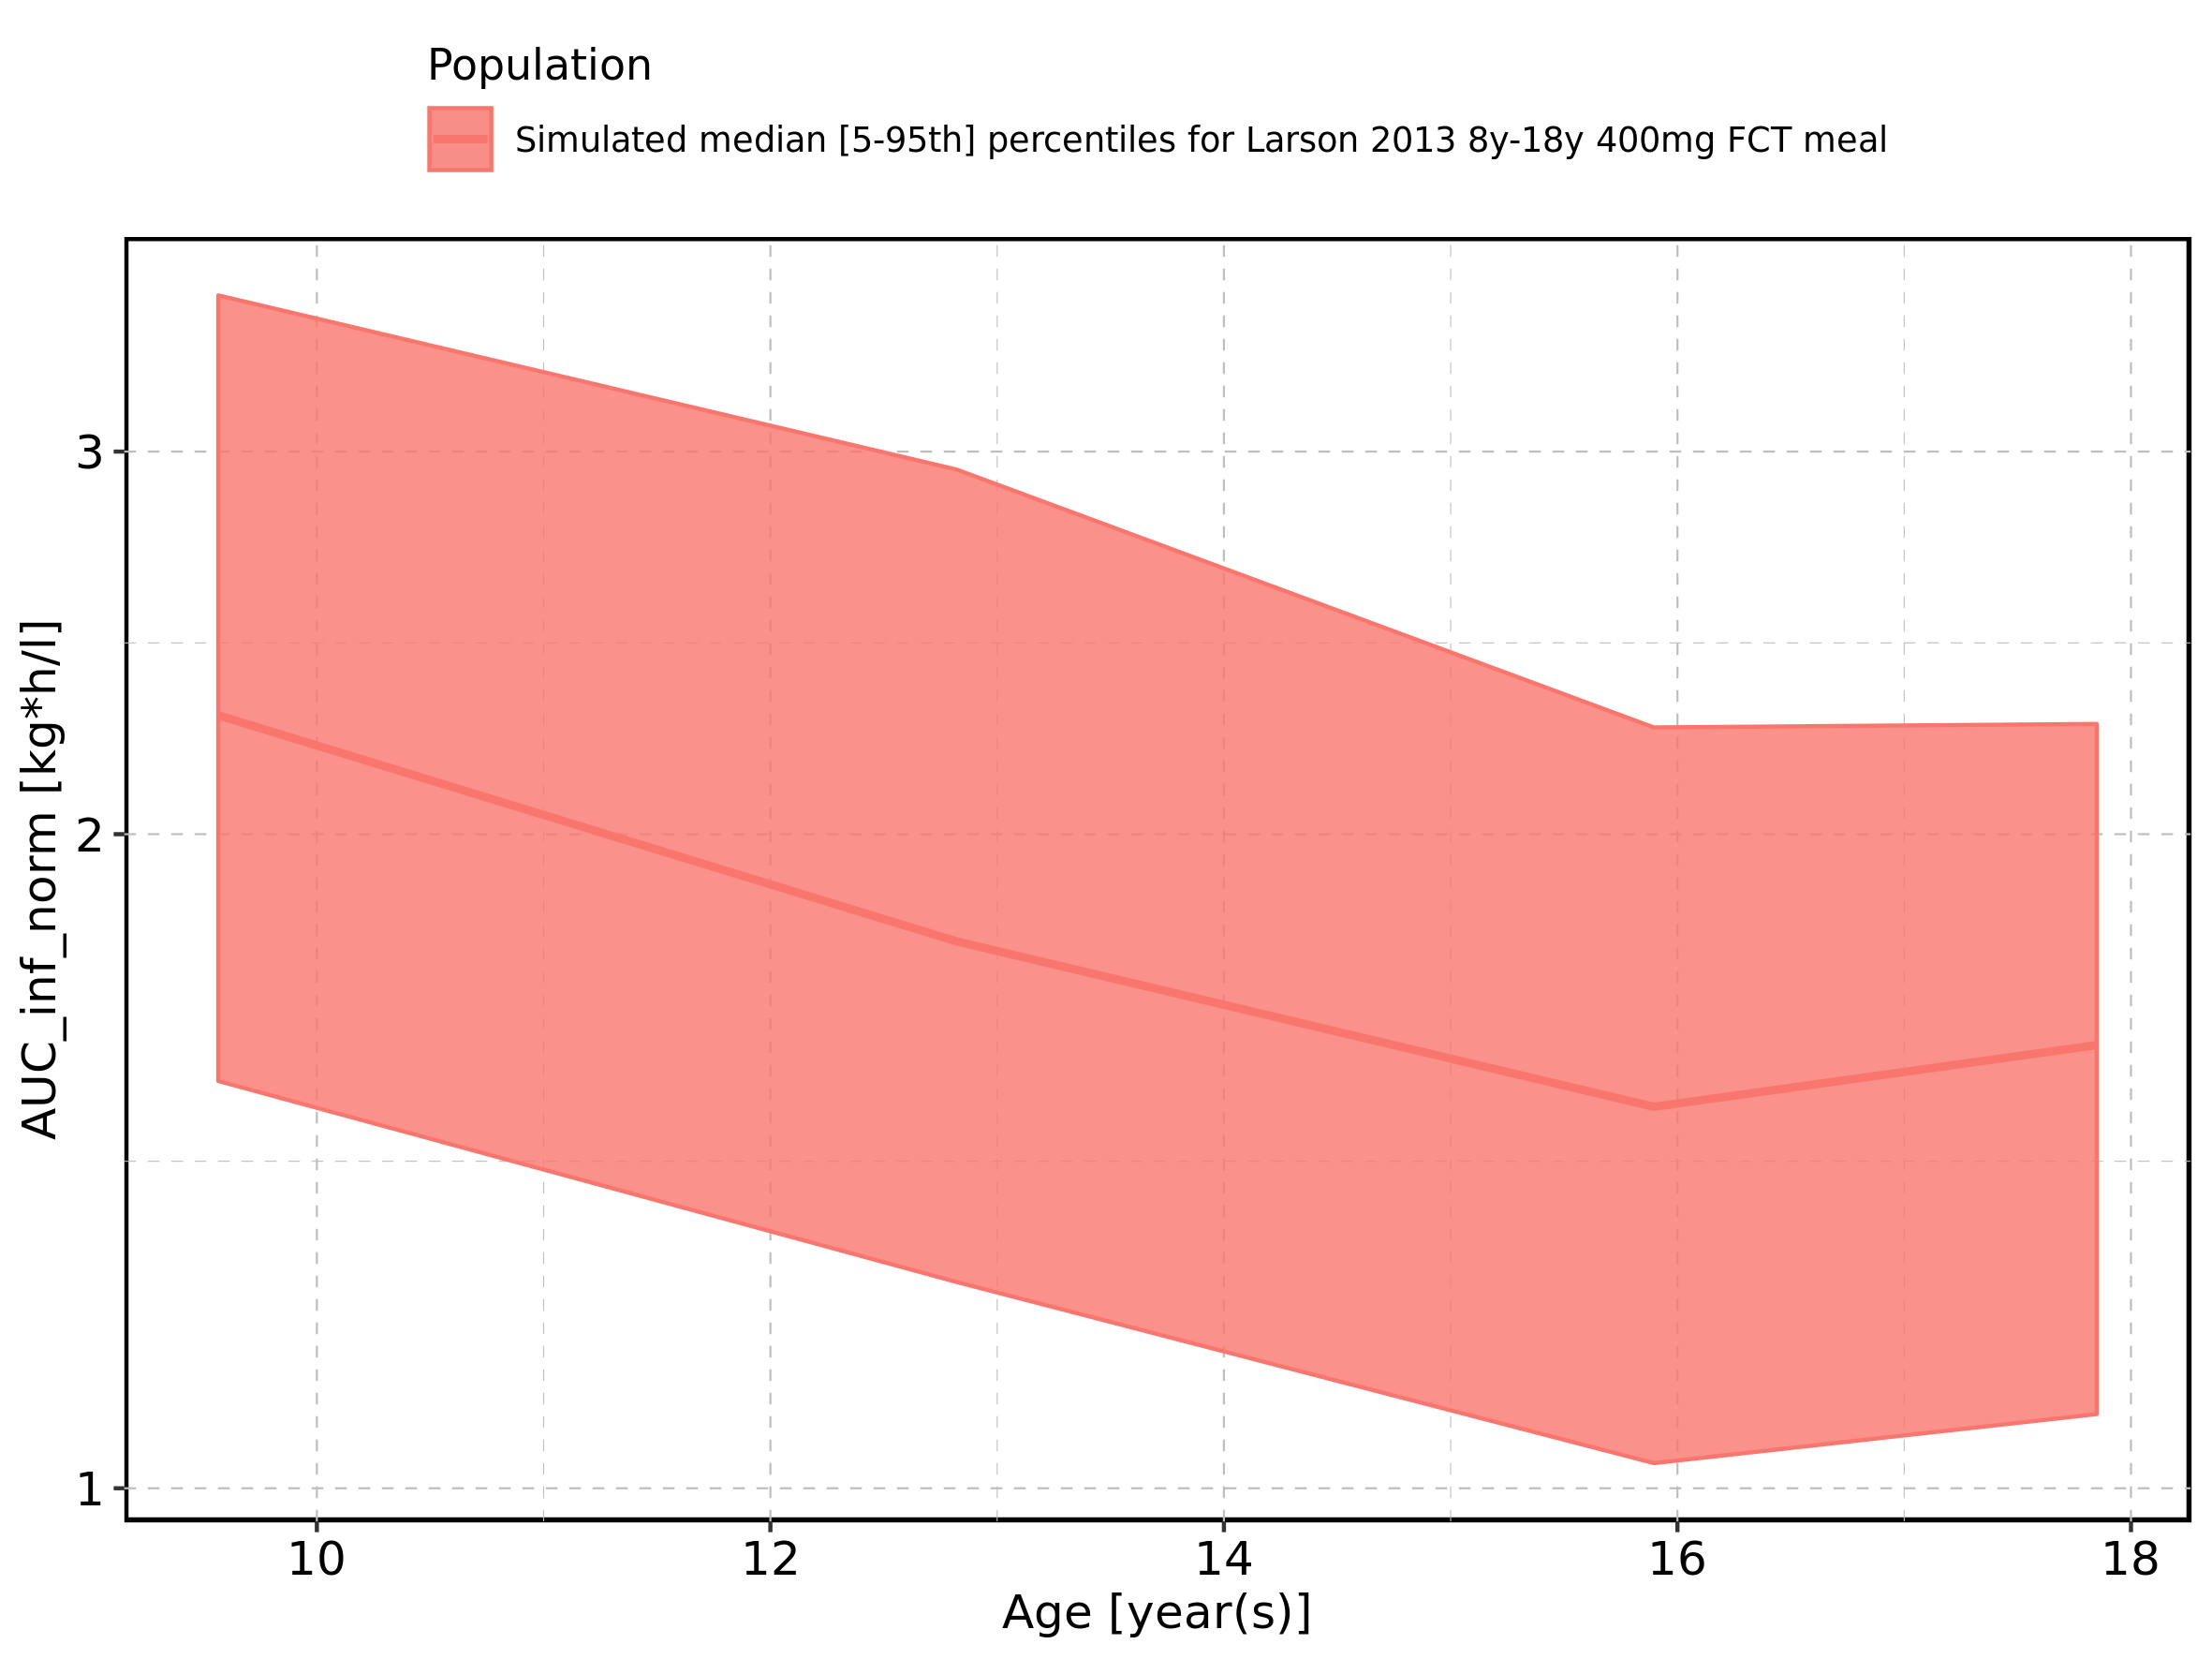 Population
Simulated median [5-95th] percentiles for Larson 2013 8y-18y 400mg FCT meal
AUC_inf_norm [kg*h/l]
3
2
1
10 12 14 16 18
Age [year(s)]